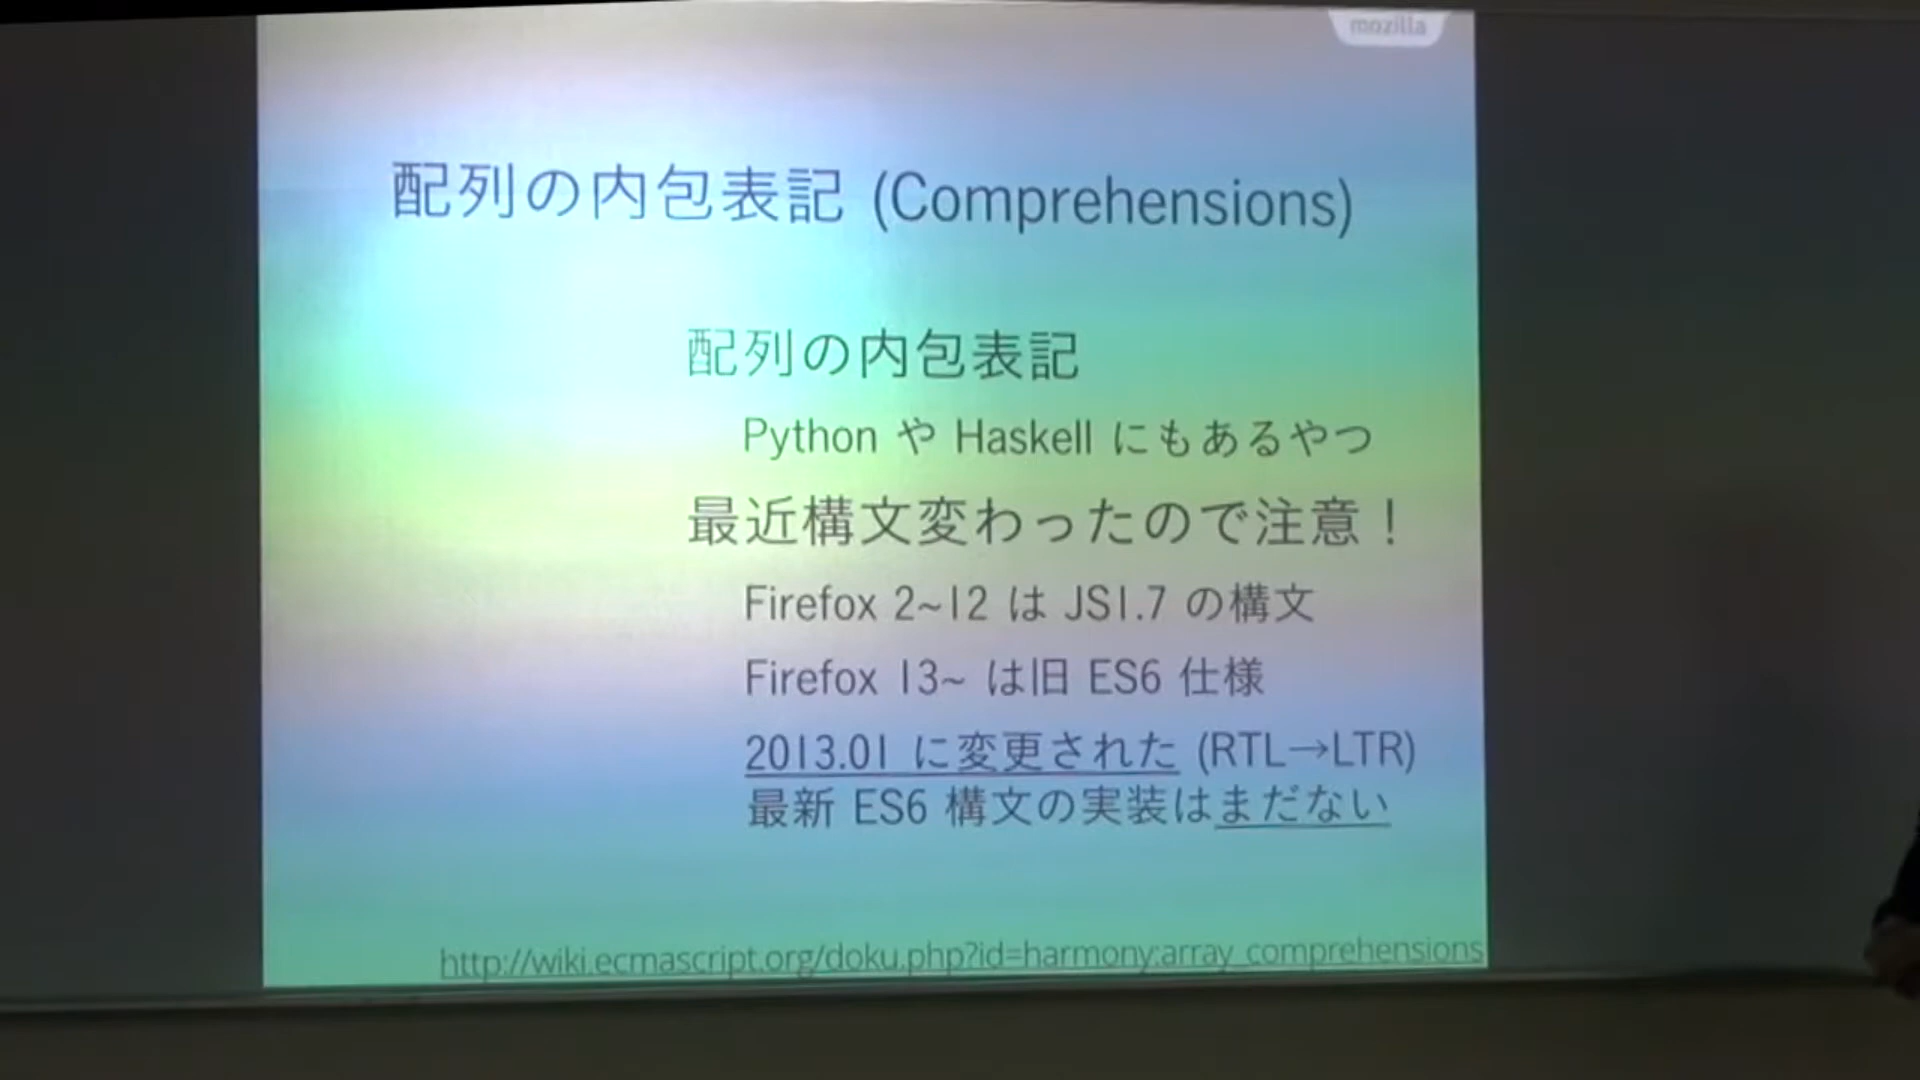 mozilla
配列の内包表記 (Comprehensions)
配列の内包表記
Python や Haskell にもあるやつ
最近構文変わったので注意！
Firefox 2~12 は JS1.7 の構文
Firefox 13~ は旧 ES6 仕様
2013.01 に変更された (RTL→LTR)
最新 ES6 構文の実装はまだない
http://wiki.ecmascript.org/doku.php?id=harmony:array_comprehensions